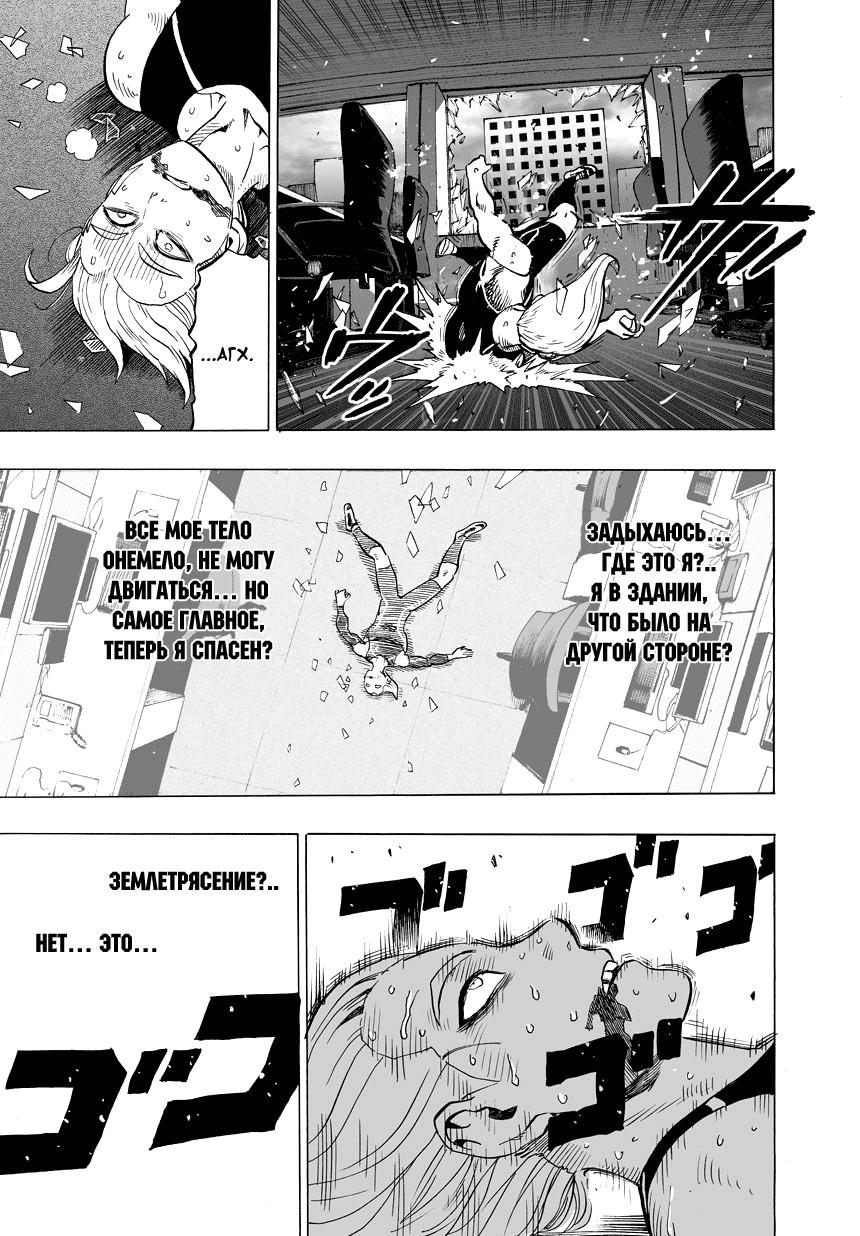 ...АГХ.
ЗАДЫХАЮСЬ...
ГДЕ ЭТО Я?..
Я В ЗДАНИИ,
ЧТО БЫЛО НА
ДРУГОЙ СТОРОНЕ?
ВСЕ МОЕ ТЕЛО
ОНЕМЕЛО, НЕ МОГУ
ДВИГАТЬСЯ... НО
САМОЕ ГЛАВНОЕ,
ТЕПЕРЬ Я СПАСЕН?
ゴゴゴ
ゴ
ЗЕМЛЕТРЯСЕНИЕ?..
НЕТ... ЭТО...
ゴゴ